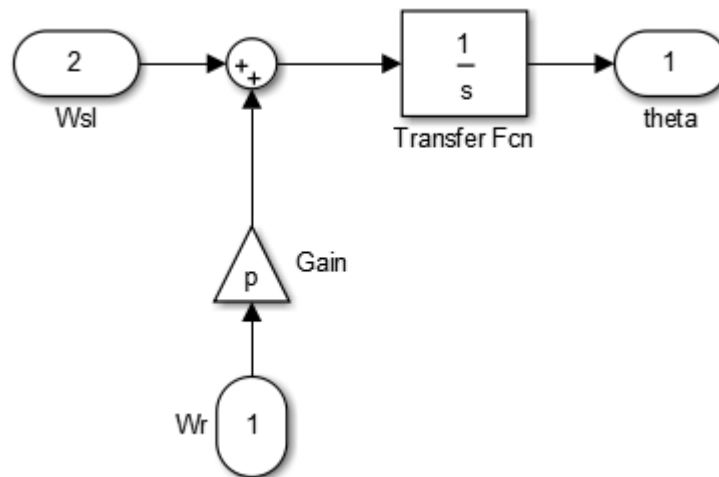 2
Wsl
++
1
s
Transfer Fcn
1
theta
Gain
p
Wr
1